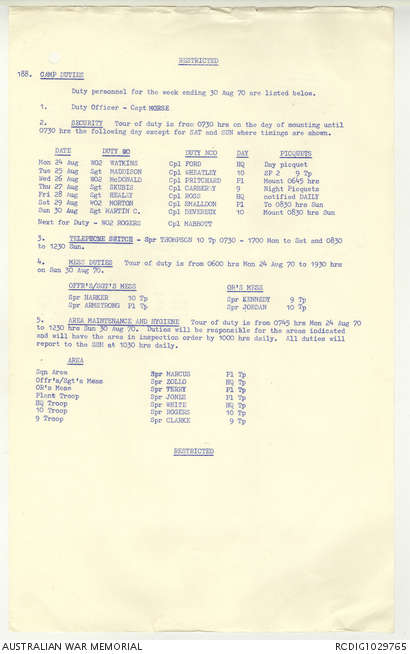 RESTRICTED
188. CAMP DUTIES
Duty personnel for the week ending 30 Aug 70 are listed below.
1. Duty Officer - Capt MORSE
2. SECURITY Tour of duty is from 0730 hrs on the day of mounting until
0730 hrs the following day except for SAT and SUN where timings are shown.
DATE DUTY WO DUTY NCO DAY PICQUETS
Mon 24 Aug WO2 WATKINS Cpl FORD HQ Day picquet
Tue 25 Aug Sgt MADDISON Cpl WHEATLEY 10 SP 2 9 Tp
Wed 26 Aug WO2 McDONALD Cpl PRITCHARD Pl Mount 0645 hrs
Thu 27 Aug Sgt SKUBIS Cpl CARBERRY 9 Night Picquets
Fri 28 Aug Sgt HEALEY Cpl ROSS HQ notified DAILY
Sat 29 Aug WO2 MORTON Cpl SMALLDON Pl To 0830 hrs Sun
Sun 30 Aug Sgt MARTIN C. Cpl DEVEREUX 10 Mount 0830 hrs Sun
Next for Duty - WO2 ROGERS Cpl MABBOTT
3. TELEPHONE SWITCH - Spr THOMPSON 10 Tp 0730 - 1700 Mon to Sat and 0830
to 1230 Sun.
4. MESS DUTIES Tour of duty is from 0600 hrs Mon 24 Aug 70 to 1930 hrs
on Sun 30 Aug 70.
OFFR'S/SGT'S MESS OR'S MESS
Spr HARKER 10 Tp Spr KENNEDY 9 Tp
Spr ARMSTRONG Pl Tp Spr JORDAN 10 Tp
5. AREA MAINTENANCE AND HYGIENE Tour of duty is from 0745 hrs Mon 24 Aug 70
to 1230 hrs Sun 30 Aug 70. Duties will be responsible for the areas indicated
and will have the area in inspection order by 1000 hrs daily. All duties will
report to the SSM at 1030 hrs daily.
AREA
Sqn Area Spr MARCUS Pl Tp
Offr's/Sgt's Mess Spr ZOLLO HQ Tp
OR's Mess Spr TERRY Pl Tp
Plant Troop Spr JONES Pl Tp
HQ Troop Spr WHITE HQ Tp
10 Troop Spr ROGERS 10 Tp
9 Troop Spr CLARKE 9 Tp
RESTRICTED
AUSTRALIAN WAR MEMORIAL RCDIG1029765